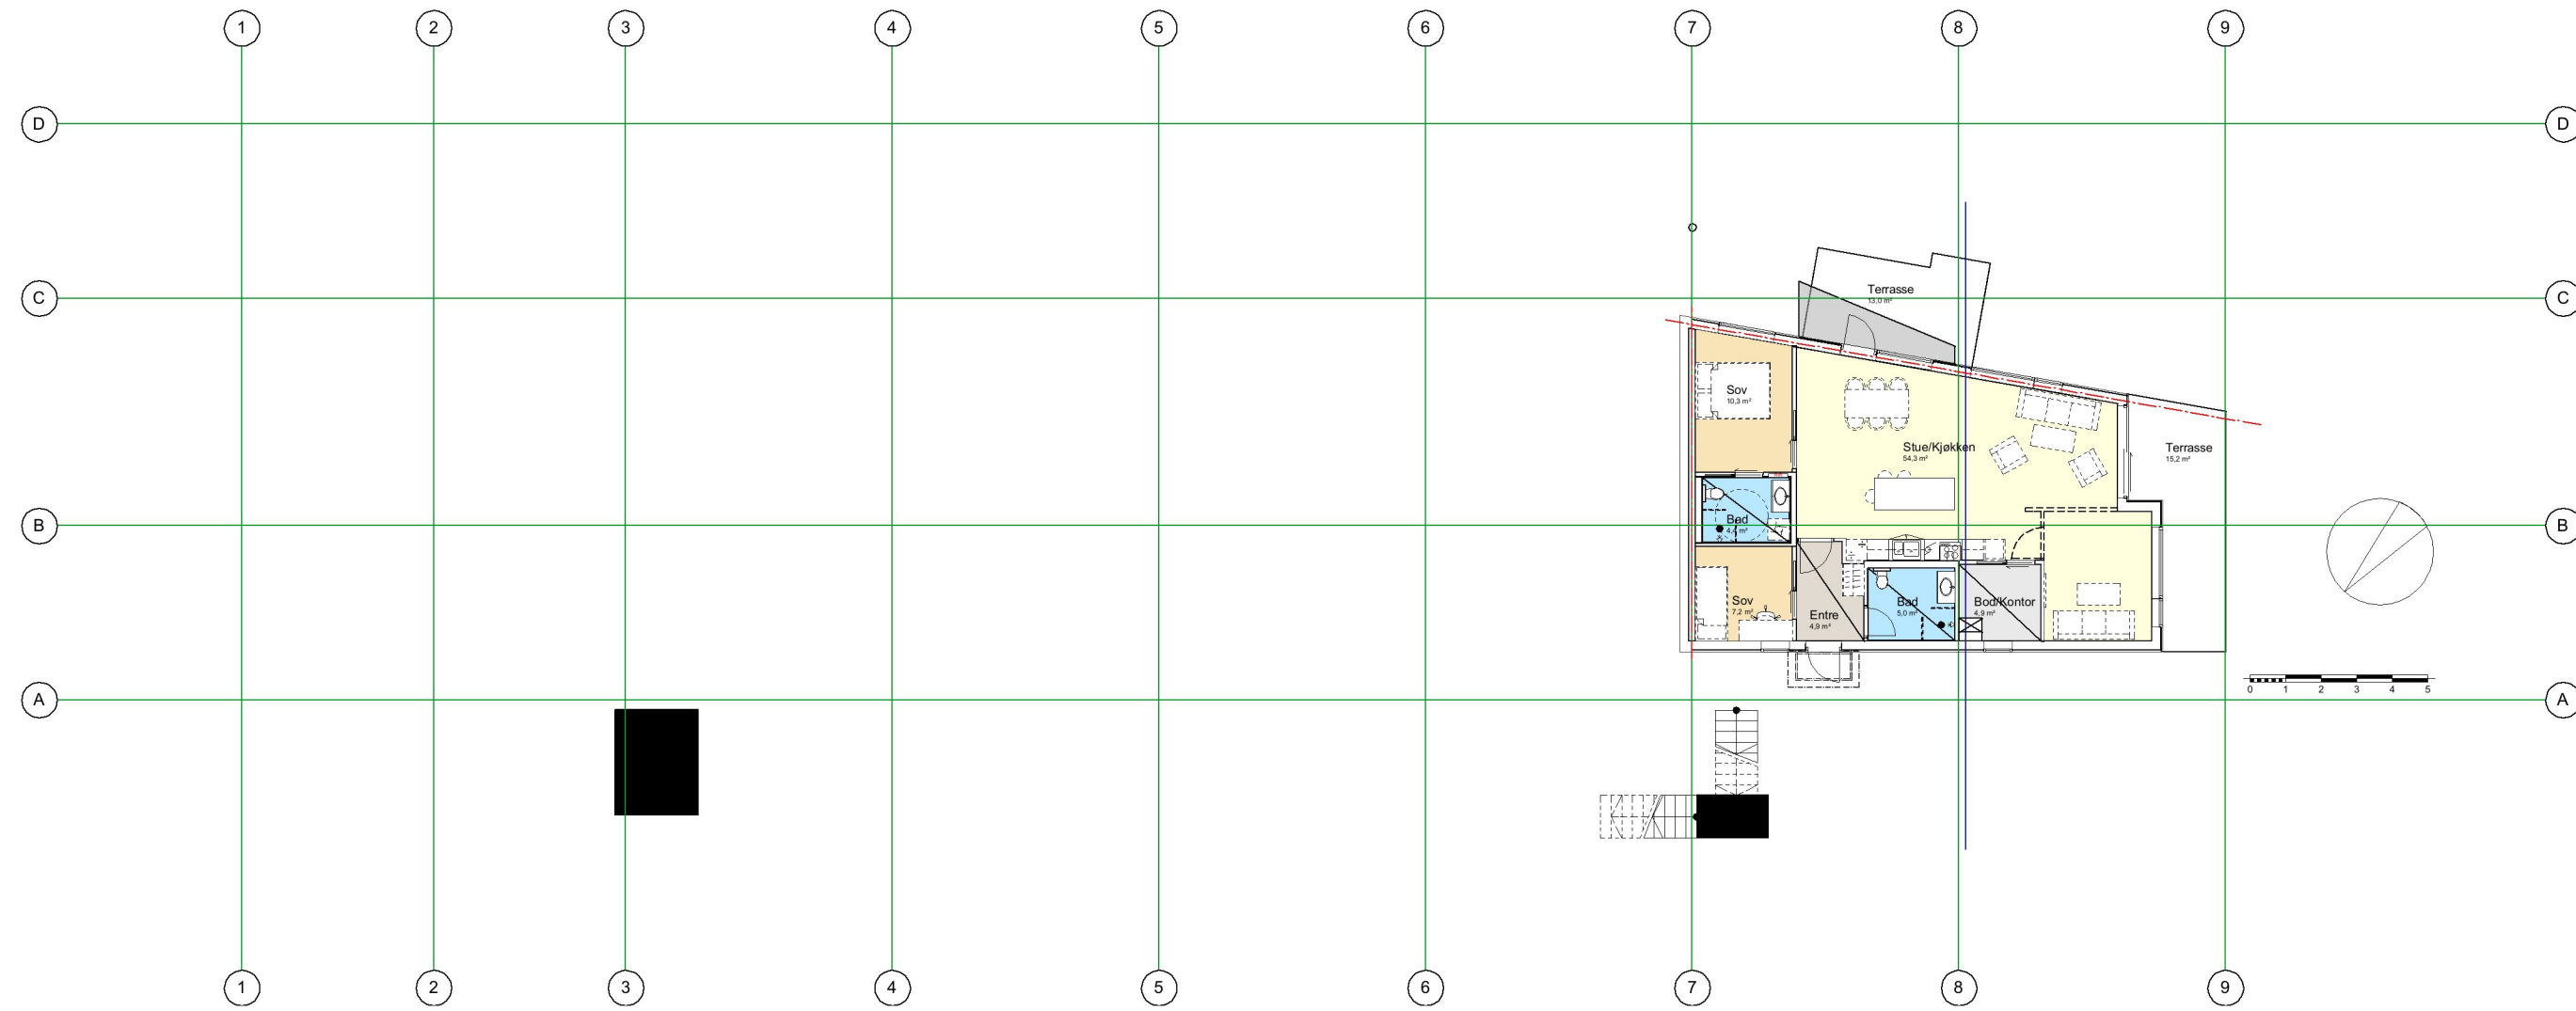 1 2 3 4 5 6 7 8 9
D D
C C
Terrasse
13,0 m²
Sov
10,3 m²
Stue/Kjøkken
54,3 m²
Terrasse
15,2 m²
B B
Bad
4,4 m²
Sov
7,2 m²
Entre
4,9 m²
Bad
5,0 m²
Bod/Kontor
4,9 m²
A A
0 1 2 3 4 5
1 2 3 4 5 6 7 8 9